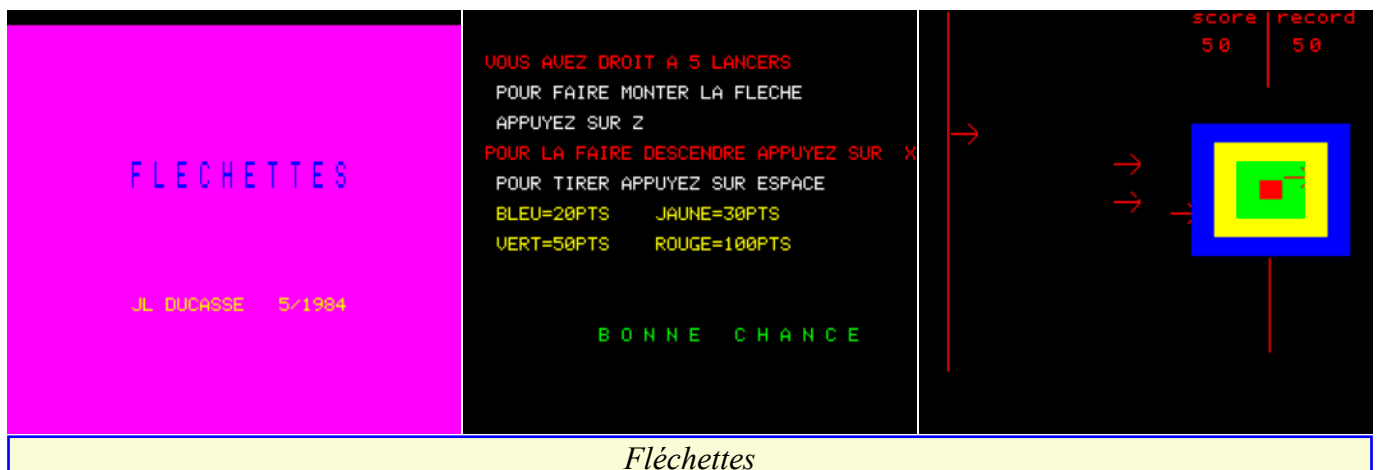 FLECHETTES
JL DUCASSE 5/1984
VOUS AVEZ DROIT A 5 LANCERS
POUR FAIRE MONTER LA FLECHE
APPUYEZ SUR Z
POUR LA FAIRE DESCENDRE APPUYEZ SUR X
POUR TIRER APPUYEZ SUR ESPACE
BLEU=20PTS JAUNE=30PTS
VERT=50PTS ROUGE=100PTS
BONNE CHANCE
score record
50 50
Fléchettes